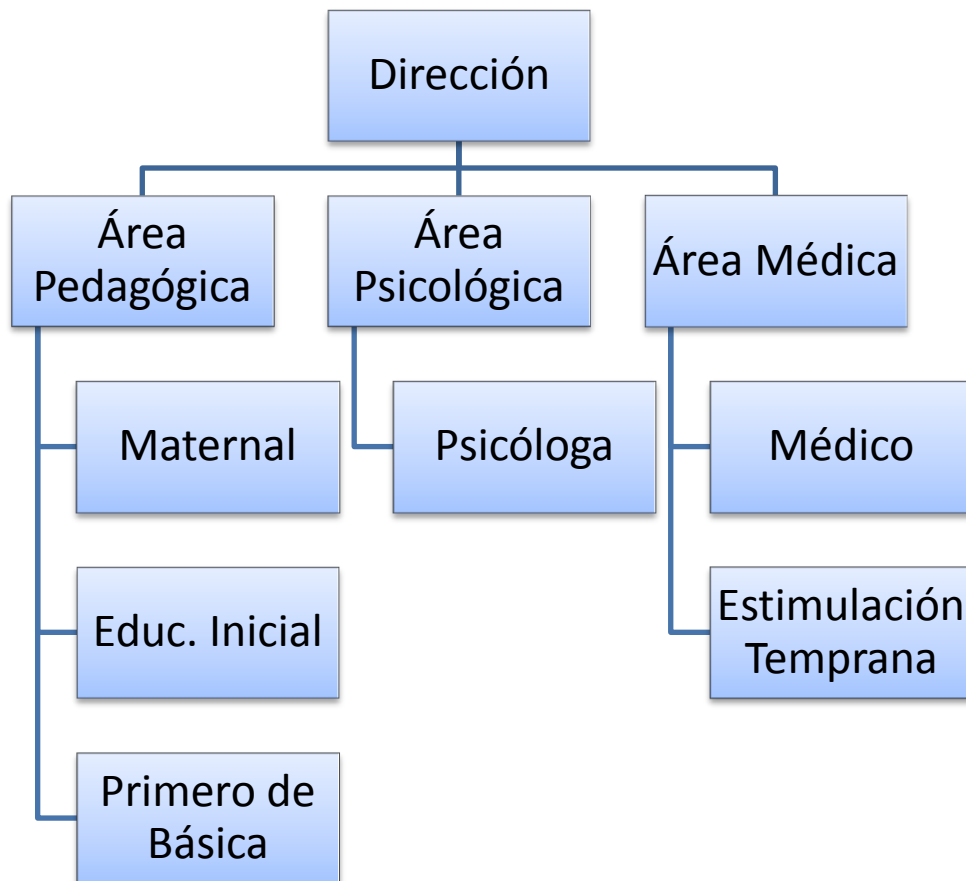 Dirección
Área
Pedagógica
Área
Psicológica
Área Médica
Maternal
Psicóloga
Médico
Educ. Inicial
Estimulación
Temprana
Primero de
Básica